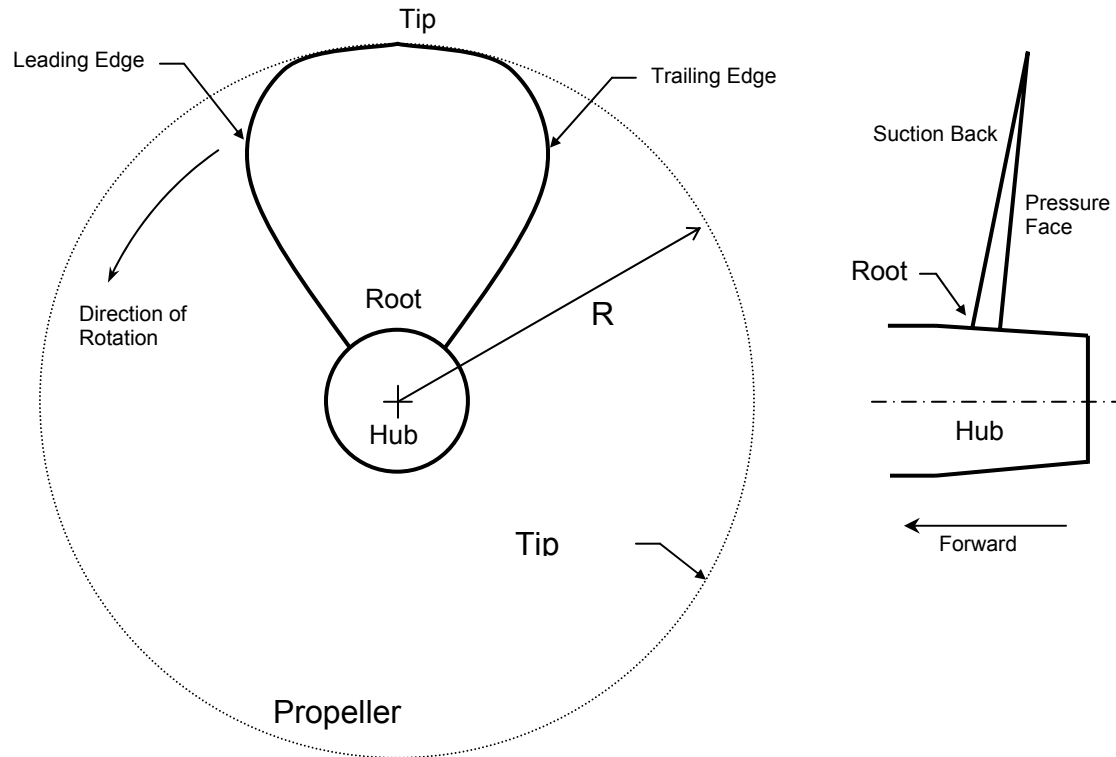 Tip
Leading Edge
Trailing Edge
Direction of
Rotation
Root
R
Hub
Tip
Propeller
Suction Back
Pressure
Face
Root
Hub
Forward